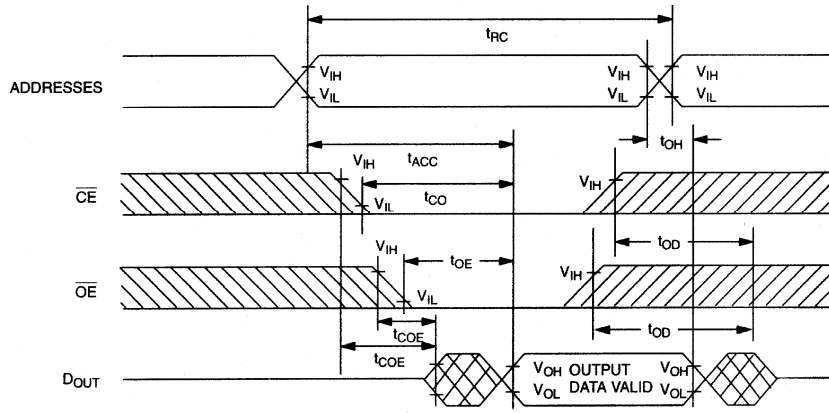 tRC
ADDRESSES
VIH
VIL
VIH
VIL
VIH
VIL
tOH
tACC
CE
VIH
VIL
tCO
VIH
tOD
OE
VIH
VIL
tOE
VIH
tOD
tCOE
tCOE
DOUT
VOH OUTPUT VOH
VOL DATA VALID VOL